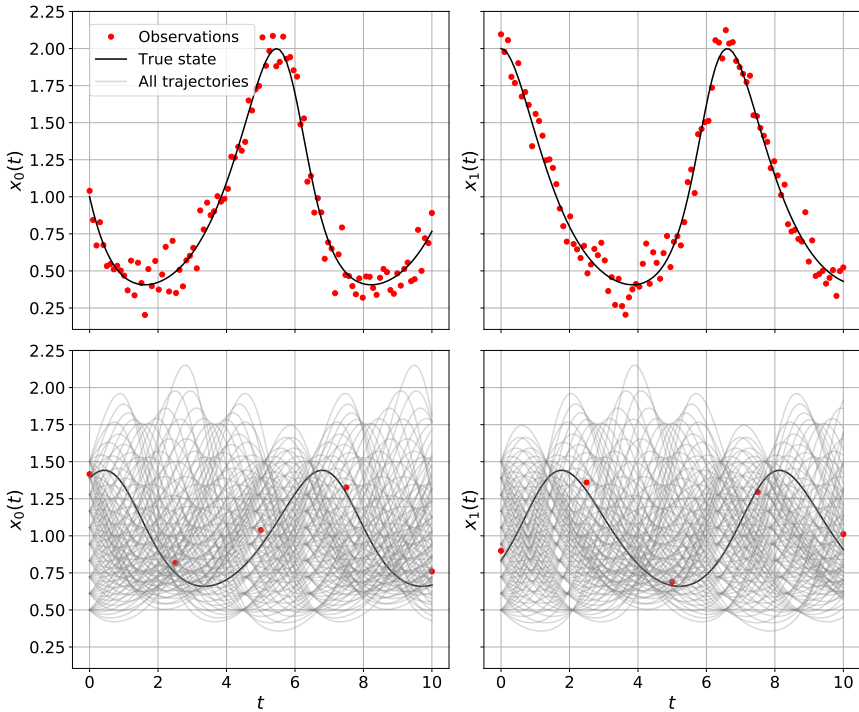 2.25
2.00
1.75
1.50
1.25
1.00
0.75
0.50
0.25
x₀(t)
Observations
True state
All trajectories
x₁(t)
2.25
2.00
1.75
1.50
1.25
1.00
0.75
0.50
0.25
x₀(t)
0 2 4 6 8 10
t
x₁(t)
0 2 4 6 8 10
t